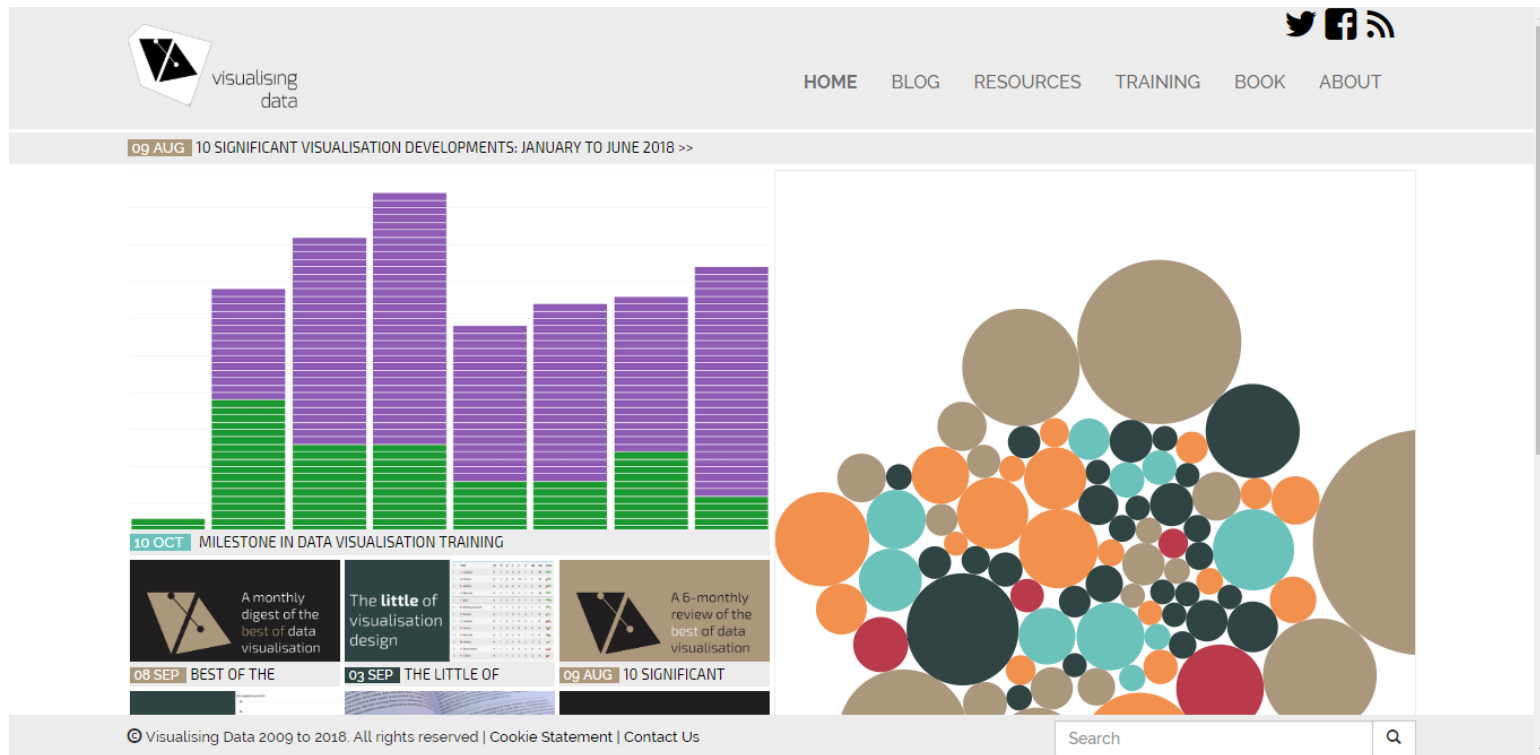 visualising
data
HOME BLOG RESOURCES TRAINING BOOK ABOUT
09 AUG 10 SIGNIFICANT VISUALISATION DEVELOPMENTS: JANUARY TO JUNE 2018 >>
10 OCT MILESTONE IN DATA VISUALISATION TRAINING
A monthly
digest of the
best of data
visualisation
The little of
visualisation
design
A 6-monthly
review of the
best of data
visualisation
08 SEP BEST OF THE
03 SEP THE LITTLE OF
09 AUG 10 SIGNIFICANT
© Visualising Data 2009 to 2018. All rights reserved | Cookie Statement | Contact Us
Search